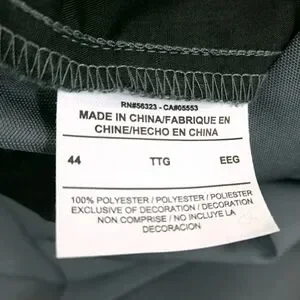 RN#56323 - CA#05553
MADE IN CHINA/FABRIQUE EN
CHINE/HECHO EN CHINA
44 TTG EEG
100% POLYESTER / POLYESTER / POLIESTER
EXCLUSIVE OF DECORATION / DECORATION
NON COMPRISE / NO INCLUYE LA
DECORACION